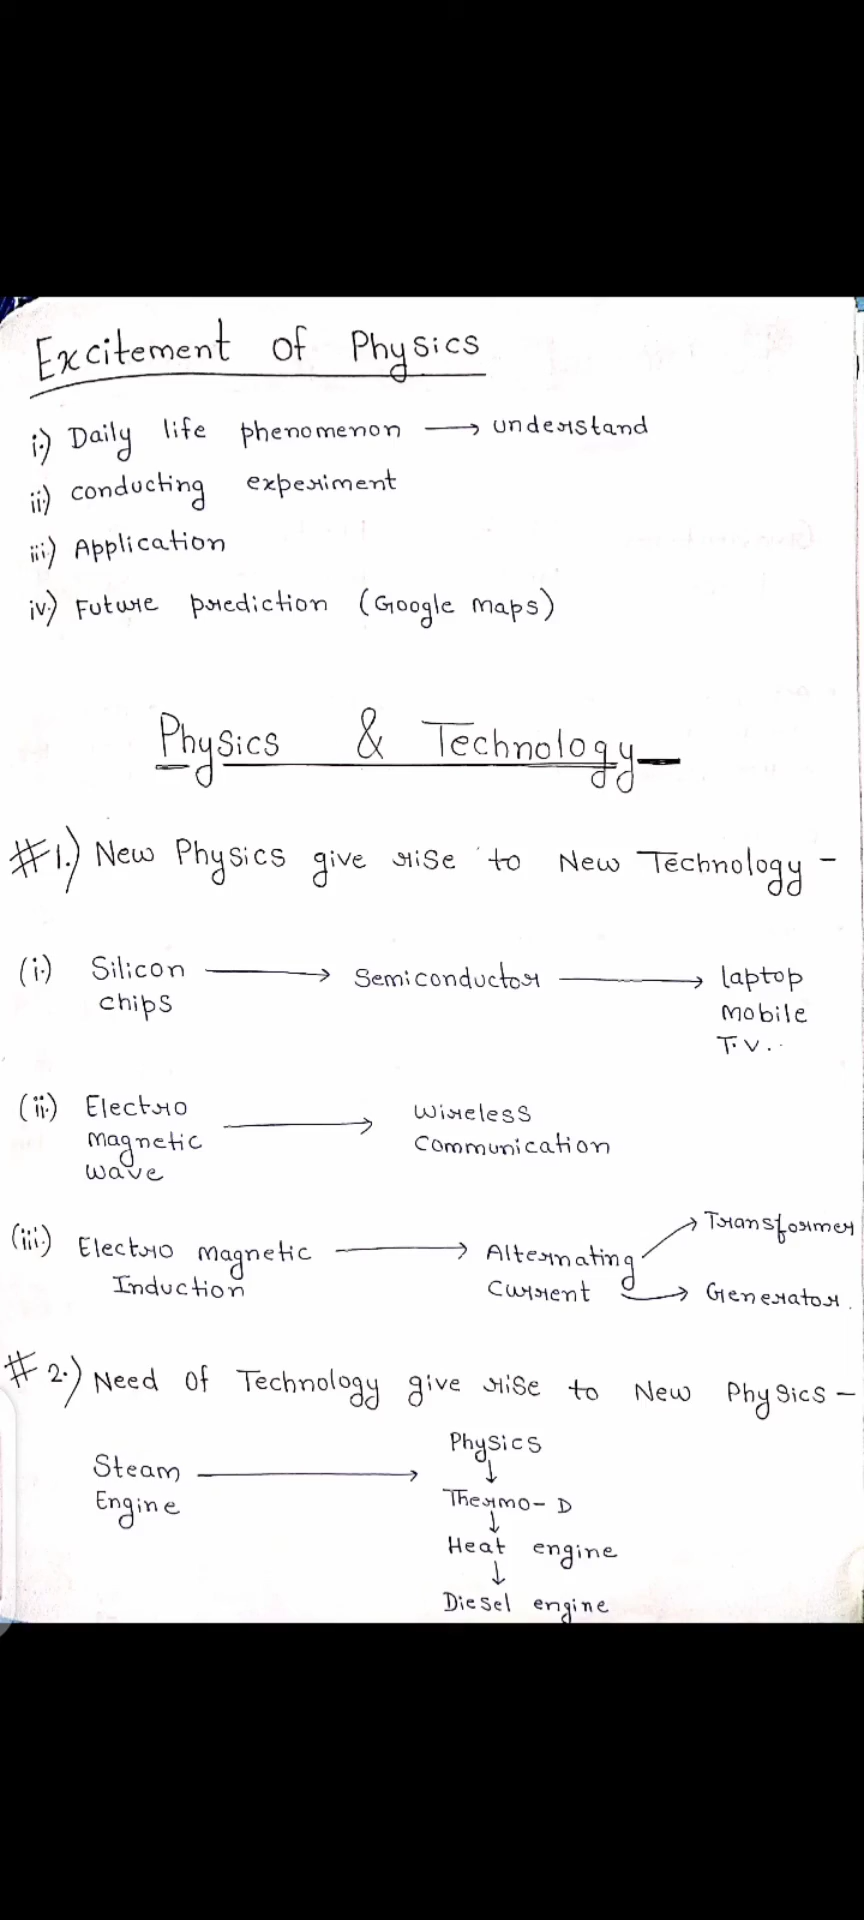 Excitement of Physics
i.) Daily life phenomenon → understand
ii.) conducting experiment
iii.) Application
iv.) Future prediction (Google maps)
Physics & Technology
#1.) New Physics give rise to New Technology -
(i.) Silicon → Semiconductor → laptop
chips
mobile
T.V..
(ii.) Electro → Wireless
magnetic communication
wave
(iii.) Electro magnetic → Alternating → Transformer
Induction current → Generator.
#2.) Need of Technology give rise to New Physics -
Steam → Physics
Engine
↓
Thermo-D
↓
Heat engine
↓
Diesel engine